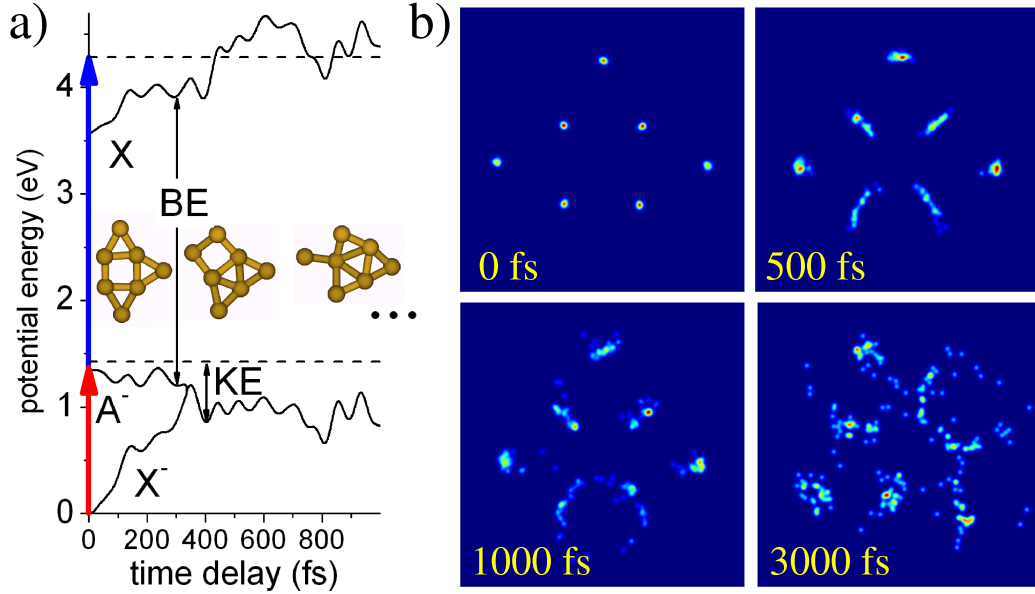 a)
4
3
2
1
0
potential energy (eV)
X
BE
KE
A-
X-
...
0 200 400 600 800
time delay (fs)
b)
0 fs
500 fs
1000 fs
3000 fs